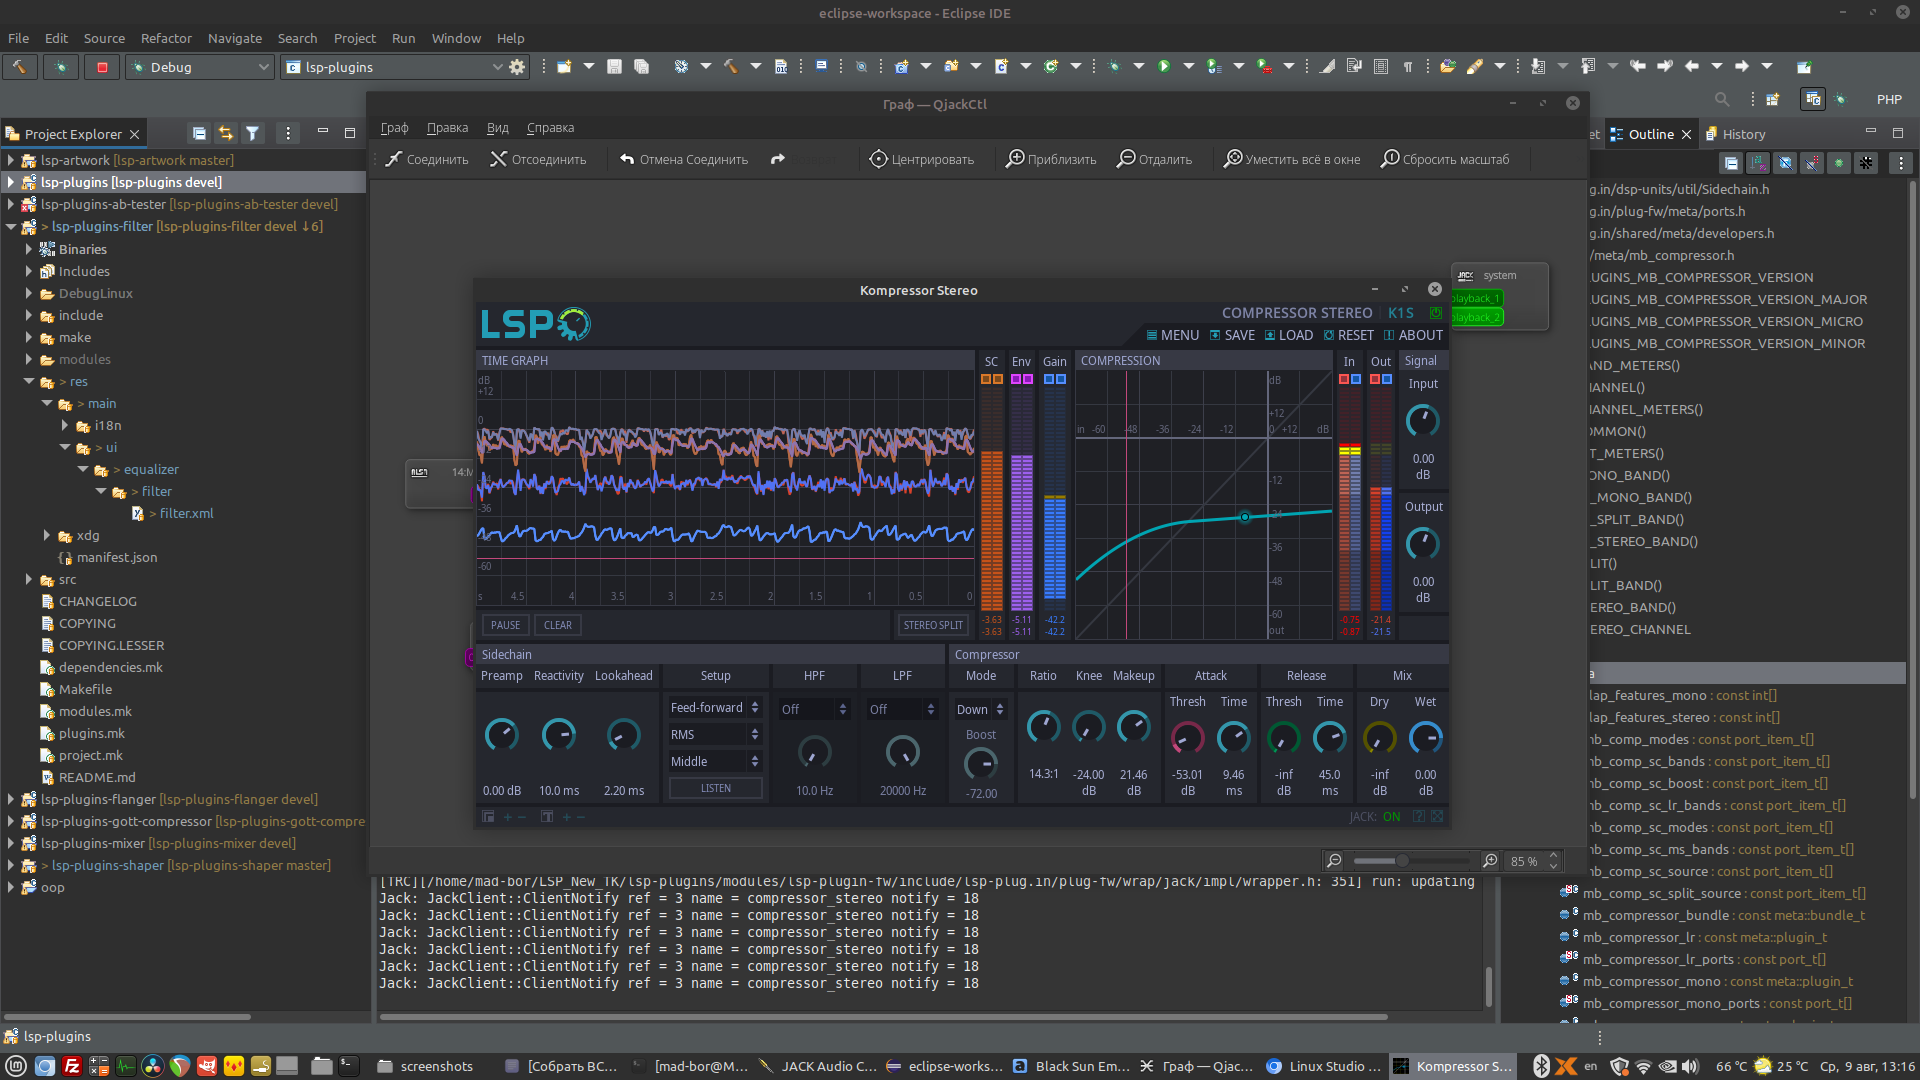 eclipse-workspace - Eclipse IDE
File Edit Source Refactor Navigate Search Project Run Window Help
Debug lsp-plugins
PHP
Project Explorer
lsp-artwork [lsp-artwork master]
lsp-plugins [lsp-plugins devel]
lsp-plugins-ab-tester [lsp-plugins-ab-tester devel]
> lsp-plugins-filter [lsp-plugins-filter devel ↓6]
Binaries
Includes
DebugLinux
include
make
modules
> res
> main
i18n
> ui
> equalizer
> filter
> filter.xml
xdg
manifest.json
src
CHANGELOG
COPYING
COPYING.LESSER
dependencies.mk
Makefile
modules.mk
plugins.mk
project.mk
README.md
lsp-plugins-flanger [lsp-plugins-flanger devel]
lsp-plugins-gott-compressor [lsp-plugins-gott-compre
lsp-plugins-mixer [lsp-plugins-mixer devel]
> lsp-plugins-shaper [lsp-plugins-shaper master]
oop
Граф — QjackCtl
Граф Правка Вид Справка
Соединить Отсоединить Отмена Соединить Центрировать Приблизить Отдалить Уместить всё в окне Сбросить масштаб
JACK system
playback_1
playback_2
ALSA 14:M
Kompressor Stereo
LSP
COMPRESSOR STEREO K1S
MENU SAVE LOAD RESET ABOUT
TIME GRAPH SC Env Gain COMPRESSION In Out Signal
dB
+12
0
-36
-60
s 4.5 4 3.5 3 2.5 2 1.5 1 0.5 0
dB
+12
in -60 -48 -36 -24 -12 0 +12 dB
-12
-24
-36
-48
-60
out
Input
0.00
dB
Output
0.00
dB
-3.63 -5.11 -42.2 -0.75 -21.4
-3.63 -5.11 -42.2 -0.87 -21.5
PAUSE CLEAR STEREO SPLIT
Sidechain Compressor
Preamp Reactivity Lookahead Setup HPF LPF Mode Ratio Knee Makeup Attack Release Mix
Thresh Time Thresh Time Dry Wet
Feed-forward Off Off Down
RMS Boost
Middle
LISTEN
0.00 dB 10.0 ms 2.20 ms 10.0 Hz 20000 Hz -72.00
14.3:1 -24.00 dB 21.46 dB -53.01 dB 9.46 ms -inf dB 45.0 ms -inf dB 0.00 dB
JACK: ON
85 %
[TRC][/home/mad-bor/LSP_New_TK/lsp-plugins/modules/lsp-plugin-fw/include/lsp-plug.in/plug-fw/wrap/jack/impl/wrapper.h: 351] run: updating
Jack: JackClient::ClientNotify ref = 3 name = compressor_stereo notify = 18
Jack: JackClient::ClientNotify ref = 3 name = compressor_stereo notify = 18
Jack: JackClient::ClientNotify ref = 3 name = compressor_stereo notify = 18
Jack: JackClient::ClientNotify ref = 3 name = compressor_stereo notify = 18
Jack: JackClient::ClientNotify ref = 3 name = compressor_stereo notify = 18
Jack: JackClient::ClientNotify ref = 3 name = compressor_stereo notify = 18
et Outline History
g.in/dsp-units/util/Sidechain.h
g.in/plug-fw/meta/ports.h
g.in/shared/meta/developers.h
/meta/mb_compressor.h
LUGINS_MB_COMPRESSOR_VERSION
LUGINS_MB_COMPRESSOR_VERSION_MAJOR
LUGINS_MB_COMPRESSOR_VERSION_MICRO
LUGINS_MB_COMPRESSOR_VERSION_MINOR
AND_METERS()
HANNEL()
HANNEL_METERS()
OMMON()
T_METERS()
ONO_BAND()
_MONO_BAND()
_SPLIT_BAND()
_STEREO_BAND()
LIT()
LIT_BAND()
EREO_BAND()
EREO_CHANNEL
a
lap_features_mono : const int[]
lap_features_stereo : const int[]
mb_comp_modes : const port_item_t[]
mb_comp_sc_bands : const port_item_t[]
mb_comp_sc_boost : const port_item_t[]
mb_comp_sc_lr_bands : const port_item_t[]
mb_comp_sc_modes : const port_item_t[]
mb_comp_sc_ms_bands : const port_item_t[]
mb_comp_sc_source : const port_item_t[]
mb_comp_sc_split_source : const port_item_t[]
mb_compressor_bundle : const meta::bundle_t
mb_compressor_lr : const meta::plugin_t
mb_compressor_lr_ports : const port_t[]
mb_compressor_mono : const meta::plugin_t
mb_compressor_mono_ports : const port_t[]
lsp-plugins
screenshots [Собрать BC... [mad-bor@M... JACK Audio C... eclipse-works... Black Sun Em... Граф — Qjac... Linux Studio ... Kompressor S... en 66 °C 25 °C Ср, 9 авг, 13:16